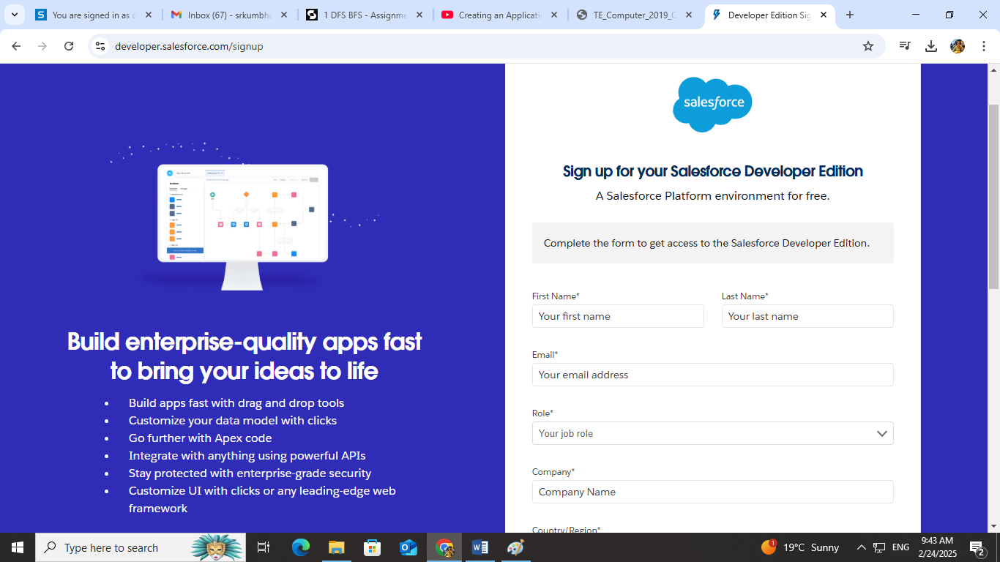 You are signed in as
Inbox (67) - srkumbha
1 DFS BFS - Assignme
Creating an Applicati
TE_Computer_2019_C
Developer Edition Sig
developer.salesforce.com/signup
salesforce
Sign up for your Salesforce Developer Edition
A Salesforce Platform environment for free.
Complete the form to get access to the Salesforce Developer Edition.
First Name*
Last Name*
Your first name
Your last name
Email*
Your email address
Role*
Your job role
Company*
Company Name
Country/Region*
Build enterprise-quality apps fast
to bring your ideas to life
• Build apps fast with drag and drop tools
• Customize your data model with clicks
• Go further with Apex code
• Integrate with anything using powerful APIs
• Stay protected with enterprise-grade security
• Customize UI with clicks or any leading-edge web
framework
Type here to search
1
19°C Sunny
ENG
9:43 AM
2/24/2025
2